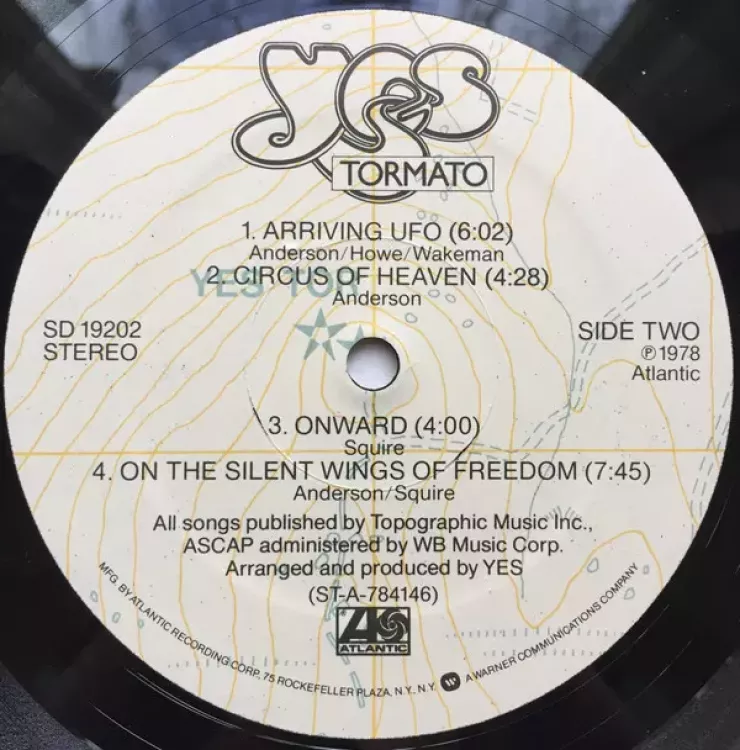 YES
TORMATO
1. ARRIVING UFO (6:02)
Anderson/Howe/Wakeman
2. CIRCUS OF HEAVEN (4:28)
Anderson
YES TOR
SD 19202
STEREO
SIDE TWO
℗1978
Atlantic
3. ONWARD (4:00)
Squire
4. ON THE SILENT WINGS OF FREEDOM (7:45)
Anderson/Squire
All songs published by Topographic Music Inc.,
ASCAP administered by WB Music Corp.
Arranged and produced by YES
(ST-A-784146)
ATLANTIC
MFG. BY ATLANTIC RECORDING CORP., 75 ROCKEFELLER PLAZA, N.Y. N.Y. W A WARNER COMMUNICATIONS COMPANY